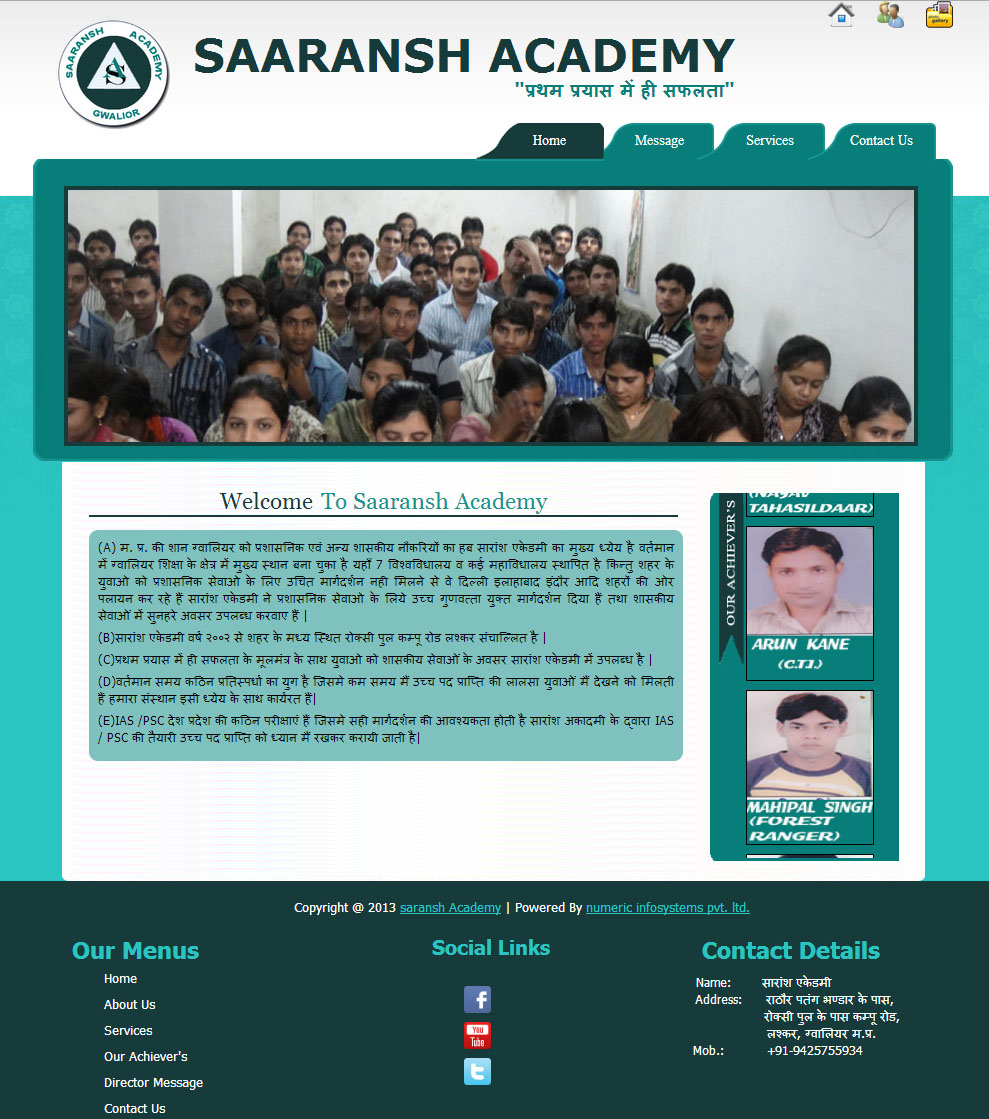 SAARANSH ACADEMY
GWALIOR
S
SAARANSH ACADEMY
"प्रथम प्रयास में ही सफलता"
photo gallery
Home Message Services Contact Us
Welcome To Saaransh Academy
(A) म. प्र. की शान ग्वालियर को प्रशासनिक एवं अन्य शासकीय नौकरियों का हब सारांश एकेडमी का मुख्य ध्येय है वर्तमान
में ग्वालियर शिक्षा के क्षेत्र में मुख्य स्थान बना चुका है यहाँ 7 विश्वविधालय व कई महाविधालय स्थापित है किन्तु शहर के
युवाओ को प्रशासनिक सेवाओ के लिए उचित मार्गदर्शन नही मिलने से वे दिल्ली इलाहाबाद इंदौर आदि शहरों की ओर
पलायन कर रहे हैं सारांश एकेडमी ने प्रशासनिक सेवाओ के लिये उच्च गुणवत्ता युक्त मार्गदर्शन दिया हैं तथा शासकीय
सेवाओं में सुनहरे अवसर उपलब्ध करवाए हैं |
(B)सारांश एकेडमी वर्ष २००२ से शहर के मध्य स्थित रोक्सी पुल कम्पू रोड लश्कर संचाल्लित है |
(C)प्रथम प्रयास में ही सफलता के मूलमंत्र के साथ युवाओ को शासकीय सेवाओं के अवसर सारांश एकेडमी में उपलब्ध है |
(D)वर्तमान समय कठिन प्रतिस्पर्धा का युग है जिसमे कम समय मैं उच्च पद प्राप्ति की लालसा युवाओं मैं देखने को मिलती
हैं हमारा संस्थान इसी ध्येय के साथ कार्यरत हैं|
(E)IAS /PSC देश प्रदेश की कठिन परीक्षाएं हैं जिसमे सही मार्गदर्शन की आवश्यकता होती है सारांश अकादमी के द्वारा IAS
/ PSC की तैयारी उच्च पद प्राप्ति को ध्यान मैं रखकर करायी जाती है|
OUR ACHIEVER'S
(NAYAV
TAHASILDAAR)
ARUN KANE
(C.T.I.)
MAHIPAL SINGH
(FOREST
RANGER)
Copyright @ 2013 saransh Academy | Powered By numeric infosystems pvt. ltd.
Our Menus
Home
About Us
Services
Our Achiever's
Director Message
Contact Us
Social Links
f
You Tube
t
Contact Details
Name: सारांश एकेडमी
Address: राठौर पतंग भण्डार के पास,
रोक्सी पुल के पास कम्पू रोड,
लश्कर, ग्वालियर म.प्र.
Mob.: +91-9425755934